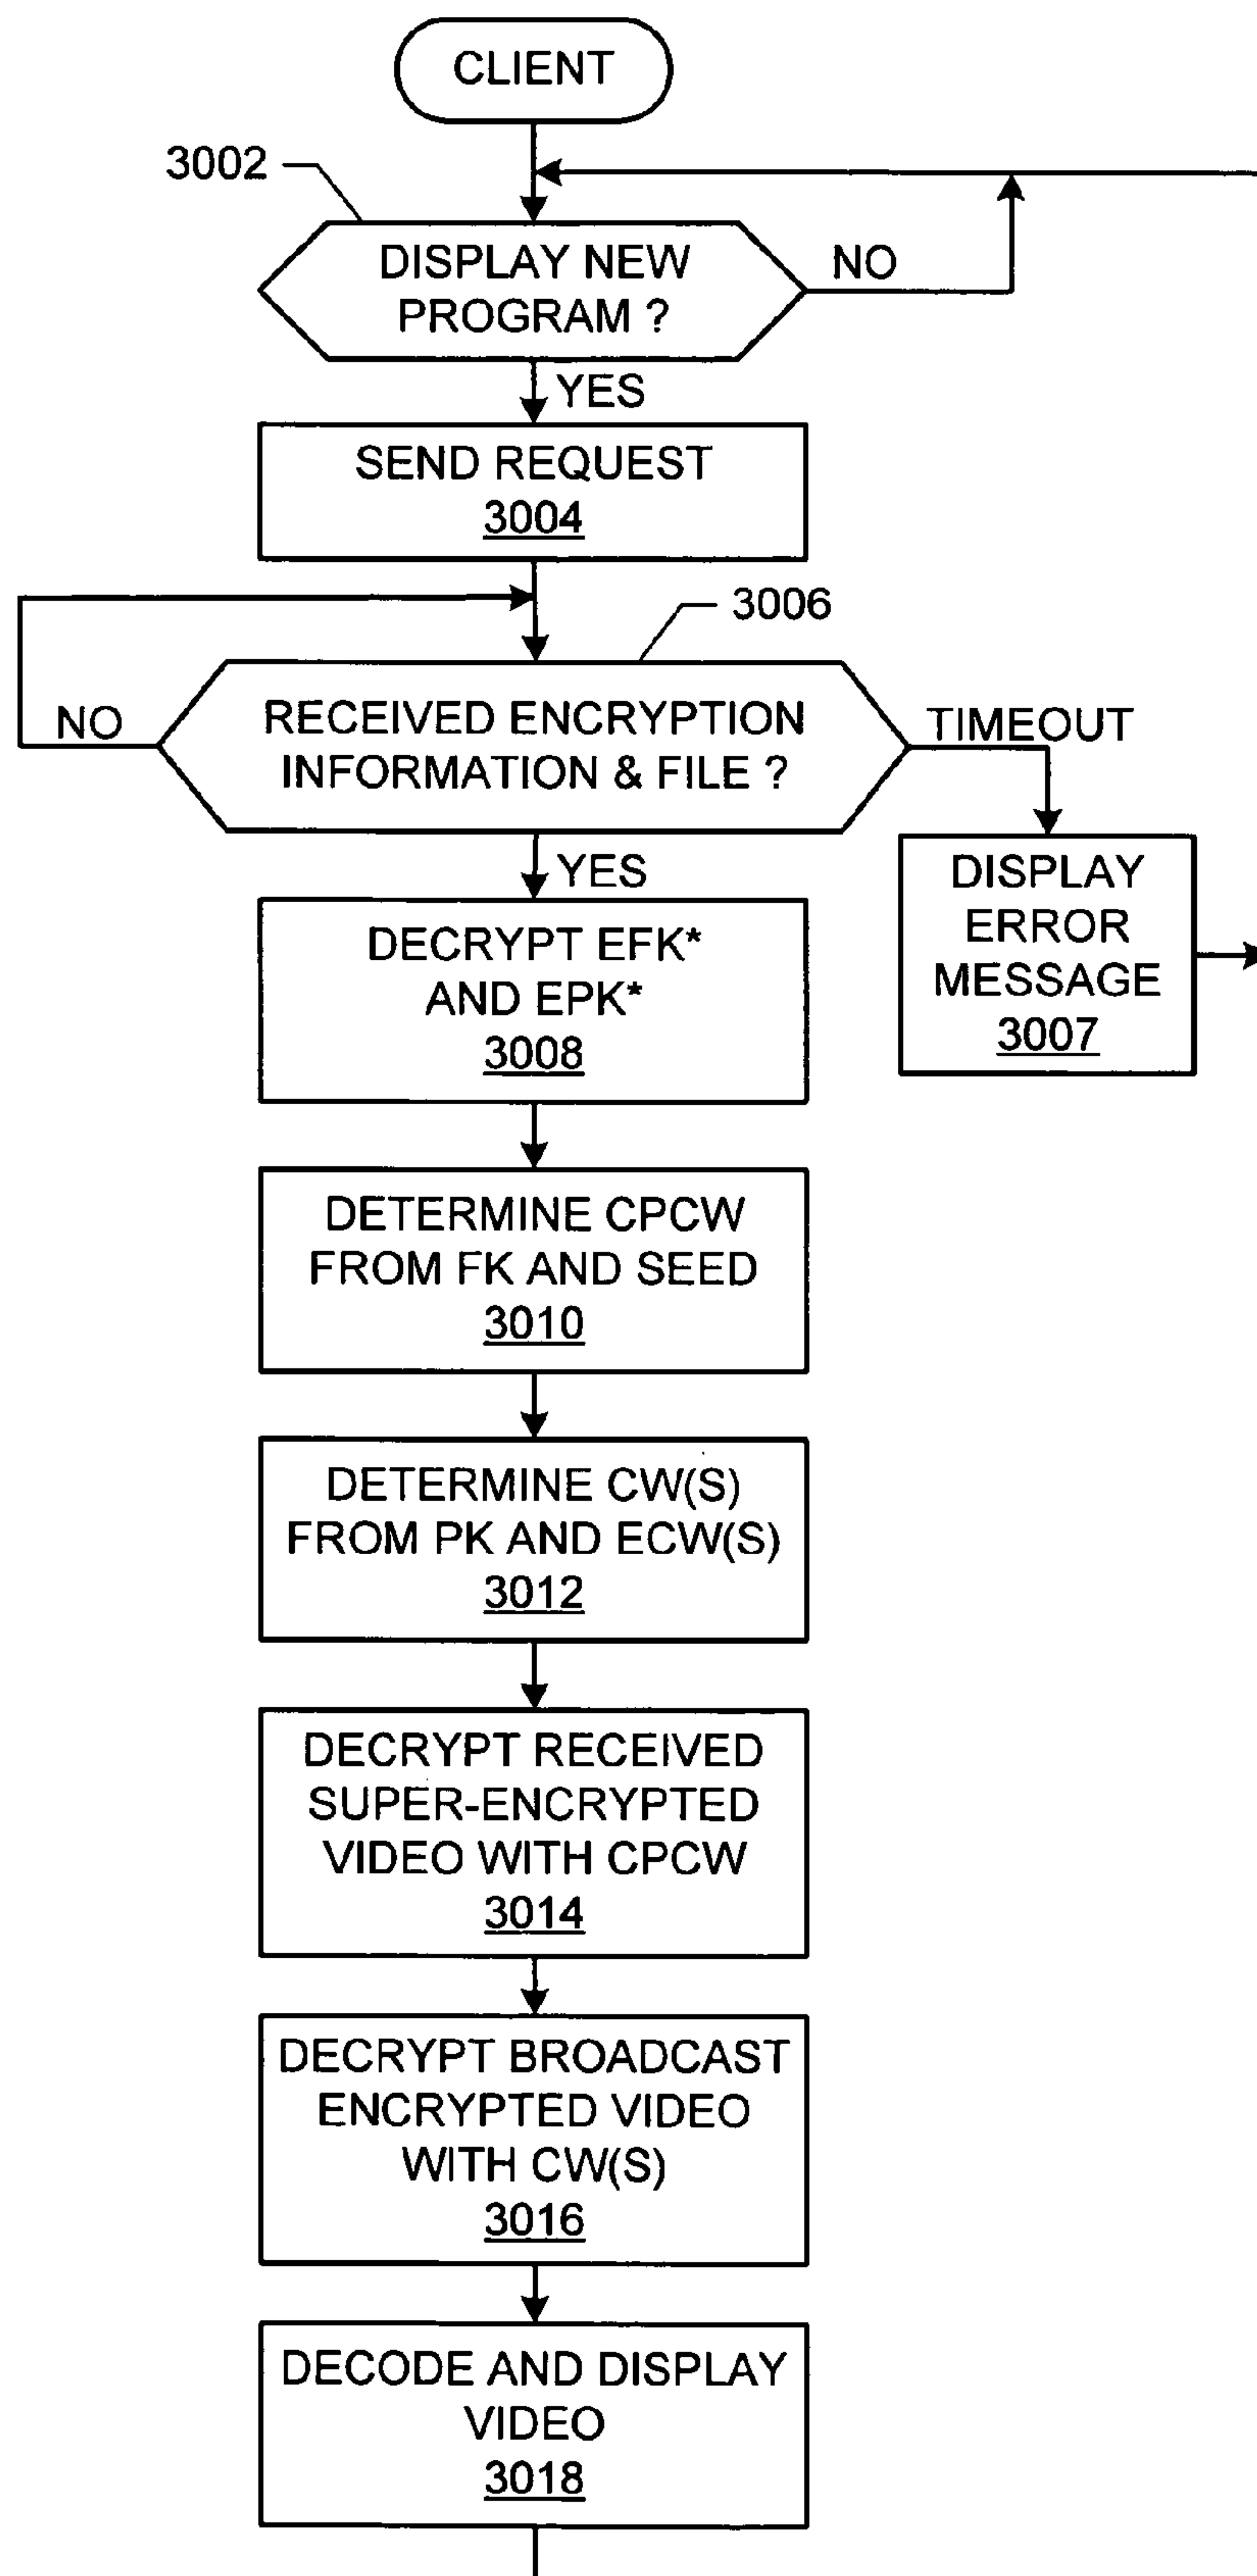 CLIENT
3002
DISPLAY NEW
PROGRAM ?
NO
YES
SEND REQUEST
3004
3006
NO
RECEIVED ENCRYPTION
INFORMATION & FILE ?
TIMEOUT
YES
DISPLAY
ERROR
MESSAGE
3007
DECRYPT EFK*
AND EPK*
3008
DETERMINE CPCW
FROM FK AND SEED
3010
DETERMINE CW(S)
FROM PK AND ECW(S)
3012
DECRYPT RECEIVED
SUPER-ENCRYPTED
VIDEO WITH CPCW
3014
DECRYPT BROADCAST
ENCRYPTED VIDEO
WITH CW(S)
3016
DECODE AND DISPLAY
VIDEO
3018